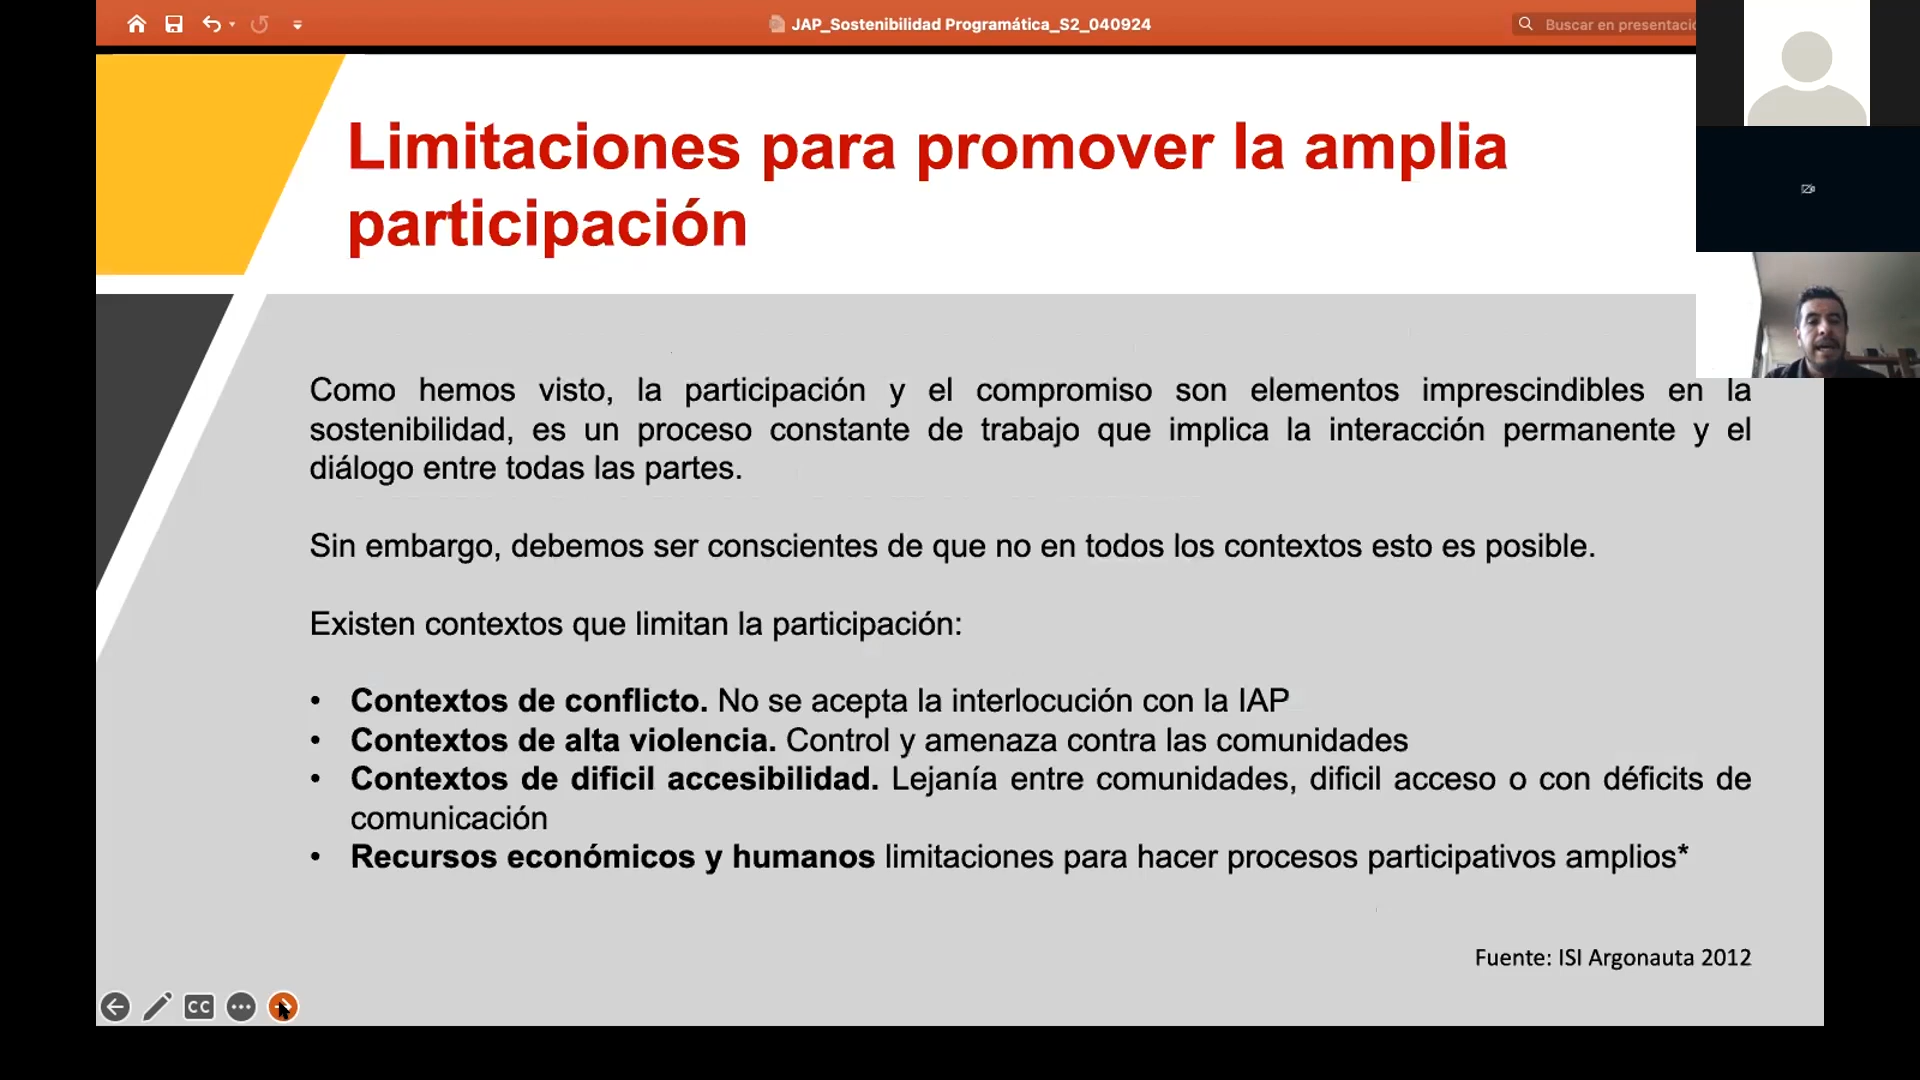 JAP_Sostenibilidad Programática_S2_040924
Buscar en presentació
Limitaciones para promover la amplia
participación
Como hemos visto, la participación y el compromiso son elementos imprescindibles en la
sostenibilidad, es un proceso constante de trabajo que implica la interacción permanente y el
diálogo entre todas las partes.
Sin embargo, debemos ser conscientes de que no en todos los contextos esto es posible.
Existen contextos que limitan la participación:
• Contextos de conflicto. No se acepta la interlocución con la IAP
• Contextos de alta violencia. Control y amenaza contra las comunidades
• Contextos de dificil accesibilidad. Lejanía entre comunidades, dificil acceso o con déficits de
comunicación
• Recursos económicos y humanos limitaciones para hacer procesos participativos amplios*
Fuente: ISI Argonauta 2012
CC